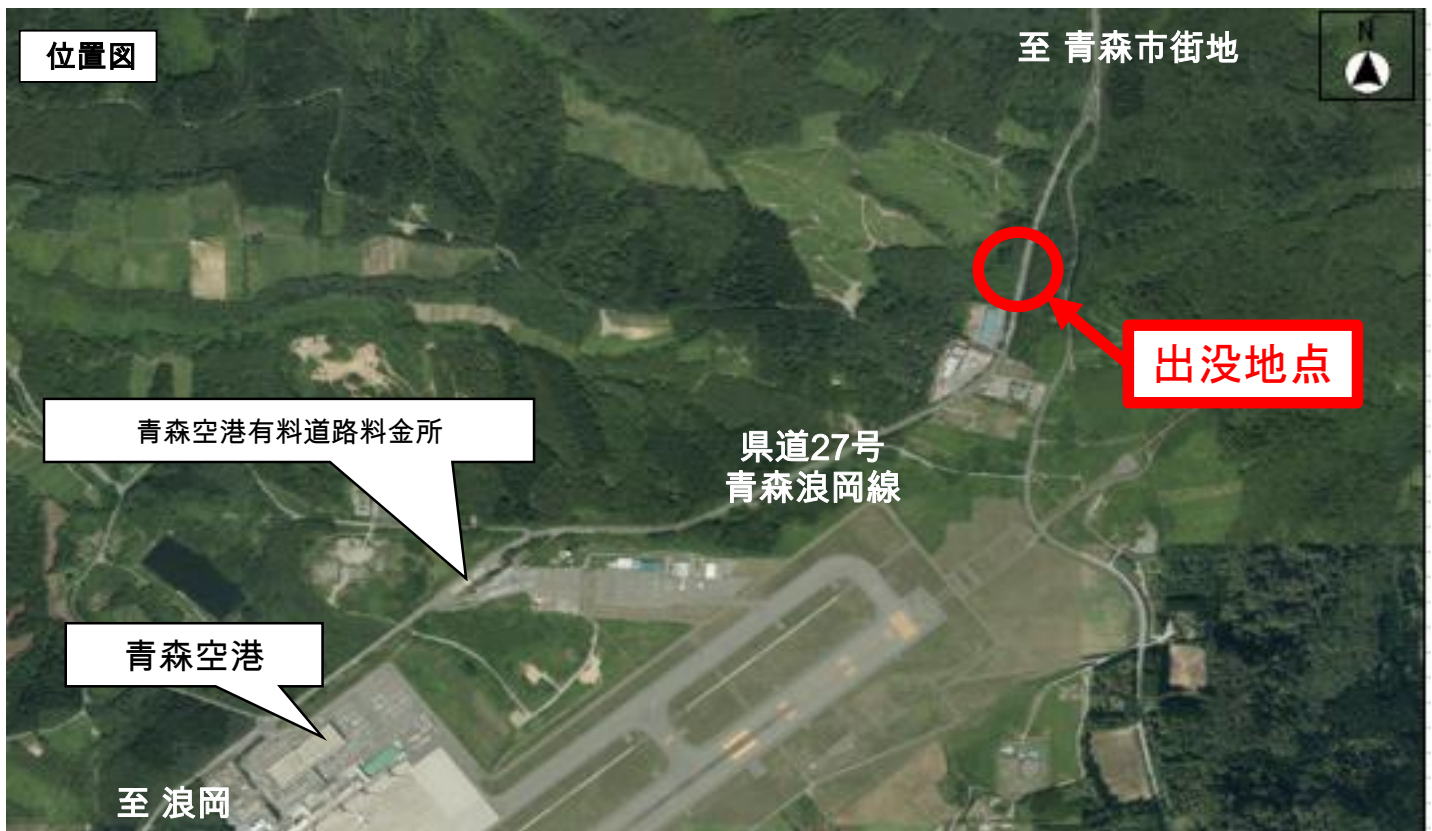 位置図
至 青森市街地
N
出没地点
青森空港有料道路料金所
県道27号
青森浪岡線
青森空港
至 浪岡